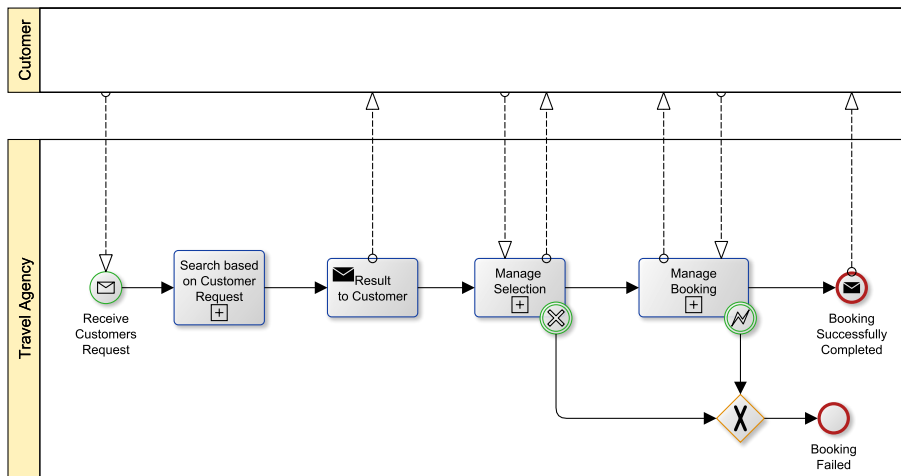 Cutomer
Travel Agency
Receive
Customers
Request
Search based
on Customer
Request
Result
to Customer
Manage
Selection
Manage
Booking
Booking
Successfully
Completed
Booking
Failed